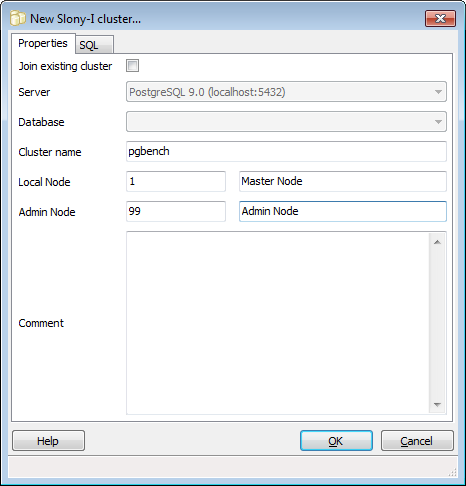 New Slony-I cluster...
Properties SQL
Join existing cluster
Server PostgreSQL 9.0 (localhost:5432)
Database
Cluster name pgbench
Local Node 1 Master Node
Admin Node 99 Admin Node
Comment
Help OK Cancel